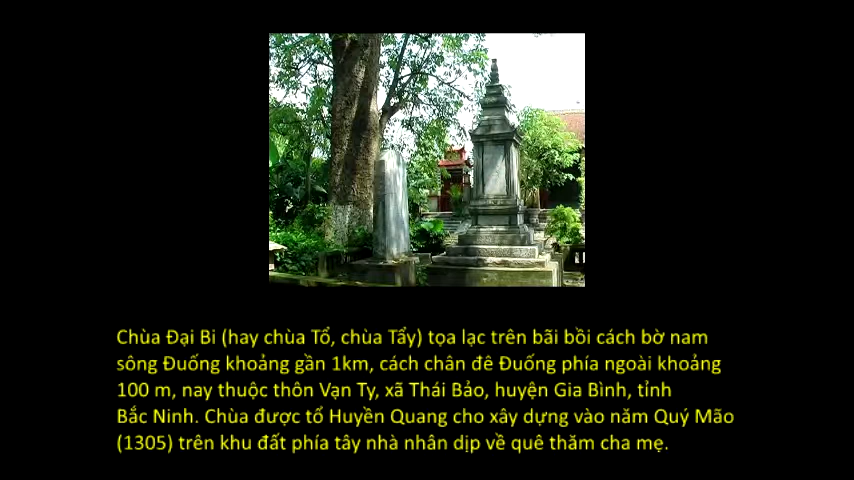 Chùa Đại Bi (hay chùa Tổ, chùa Tẩy) tọa lạc trên bãi bồi cách bờ nam
sông Đuống khoảng gần 1km, cách chân đê Đuống phía ngoài khoảng
100 m, nay thuộc thôn Vạn Ty, xã Thái Bảo, huyện Gia Bình, tỉnh
Bắc Ninh. Chùa được tổ Huyền Quang cho xây dựng vào năm Quý Mão
(1305) trên khu đất phía tây nhà nhân dịp về quê thăm cha mẹ.